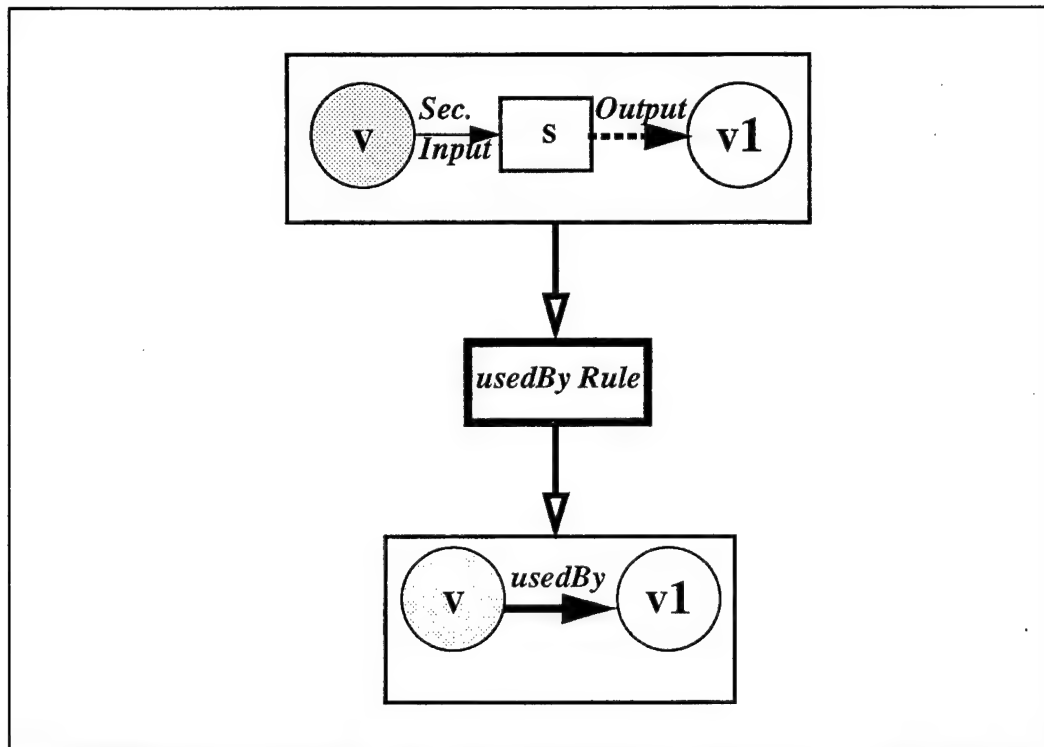 Sec.
Output
v
s
v1
Input
usedBy Rule
usedBy
v
v1